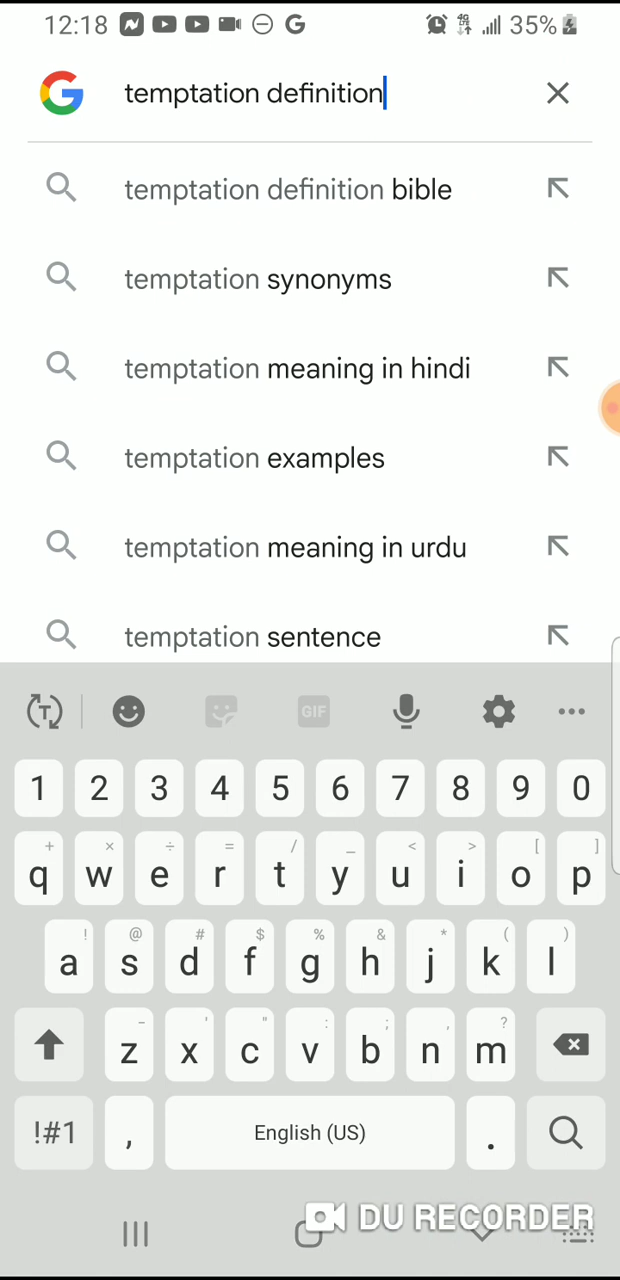 12:18 35%
temptation definition
temptation definition bible
temptation synonyms
temptation meaning in hindi
temptation examples
temptation meaning in urdu
temptation sentence
GIF
1 2 3 4 5 6 7 8 9 0
+ × ÷ = / _ < > [ ]
q w e r t y u i o p
! @ # $ % & * ( )
a s d f g h j k l
- ' " : ; , ?
z x c v b n m
!#1 , English (US) .
DU RECORDER